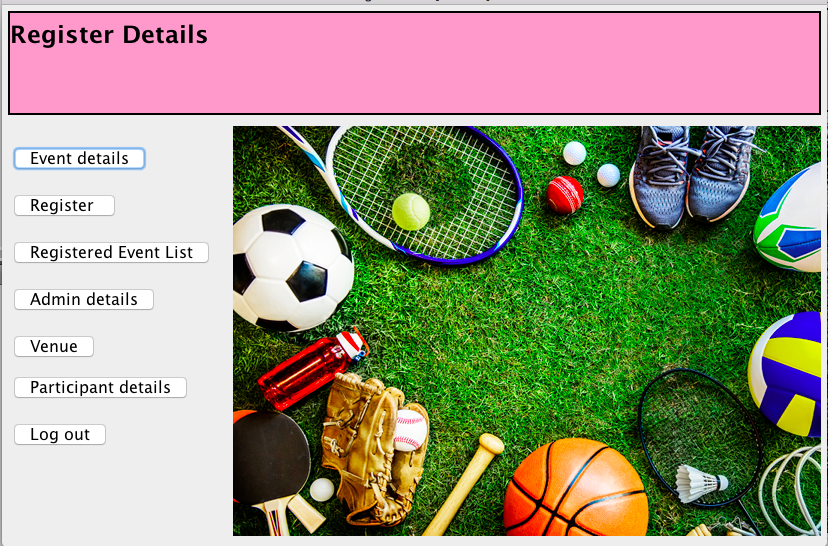 Register Details
Event details
Register
Registered Event List
Admin details
Venue
Participant details
Log out